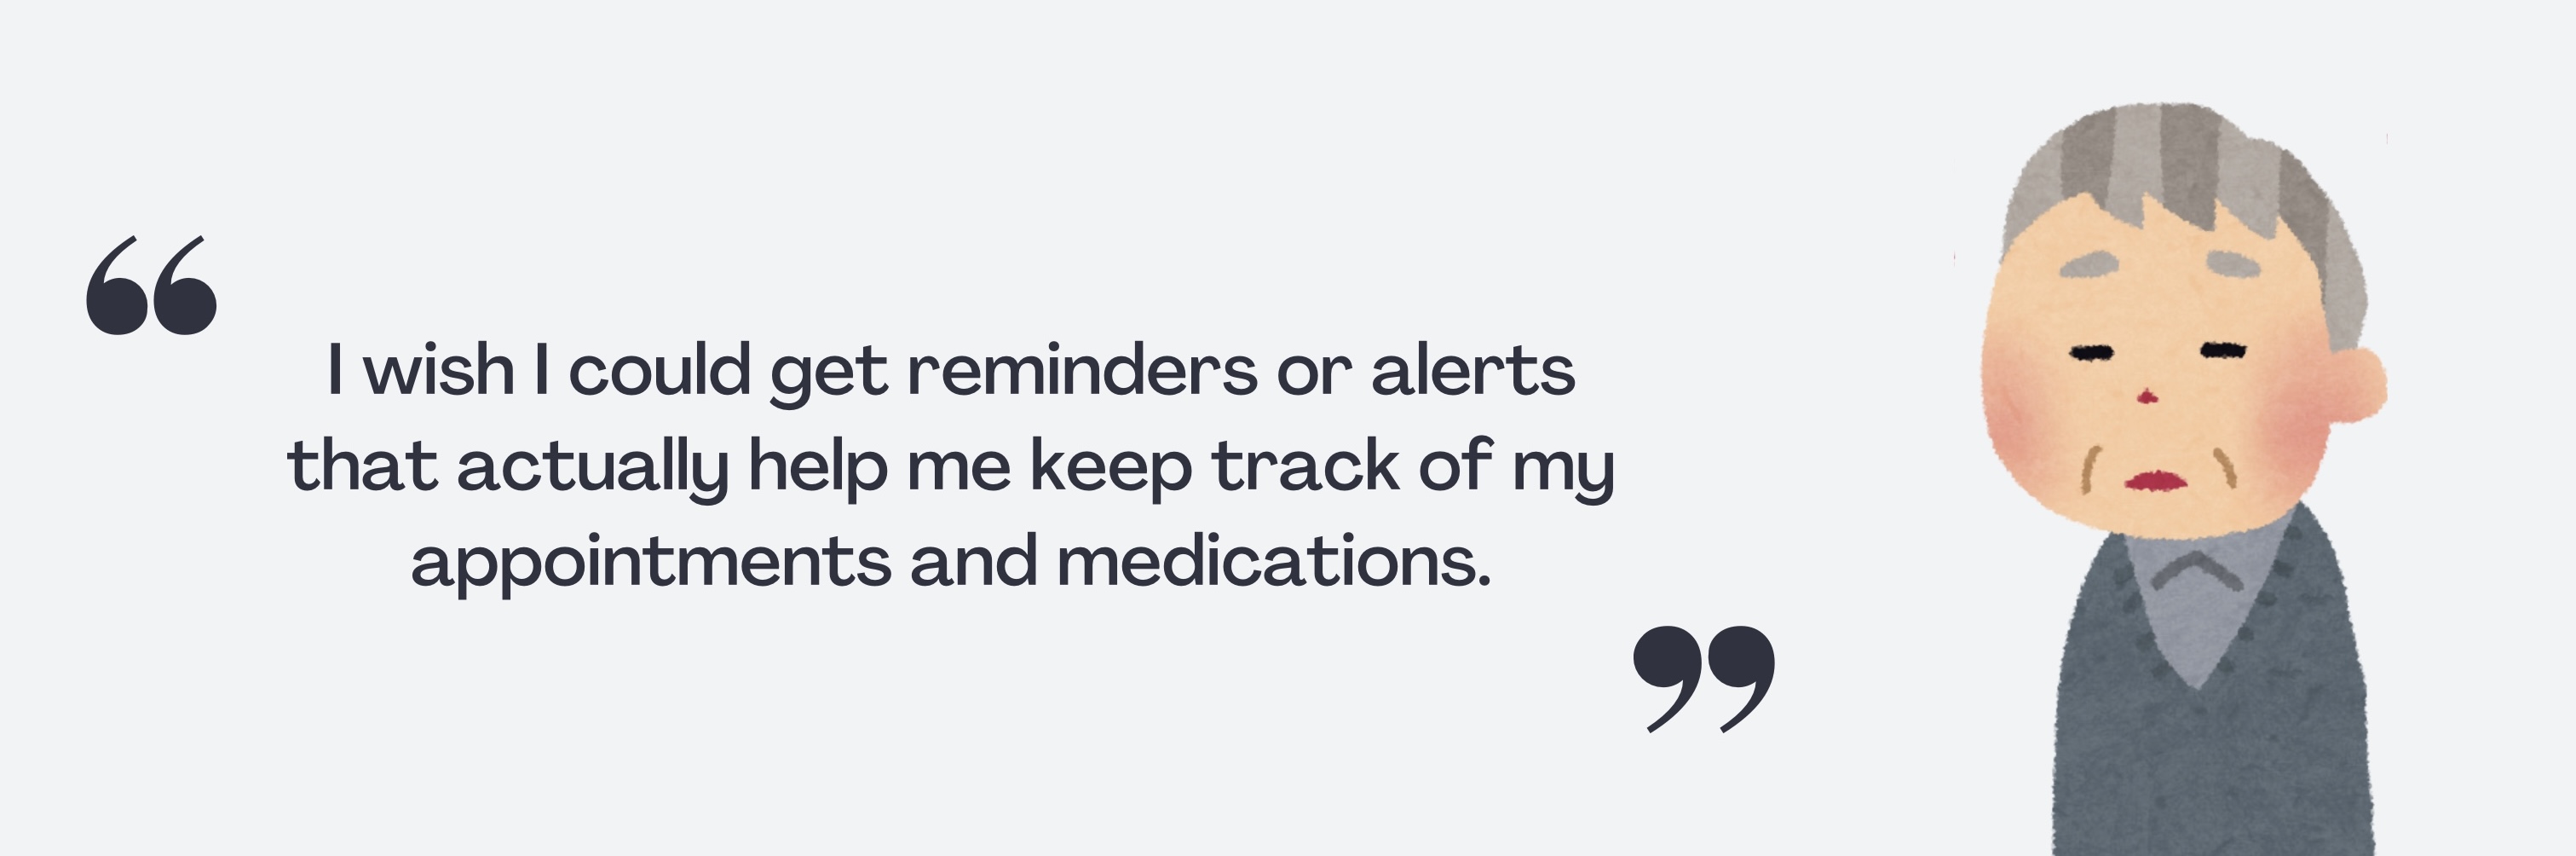 “
I wish I could get reminders or alerts
that actually help me keep track of my
appointments and medications.
”